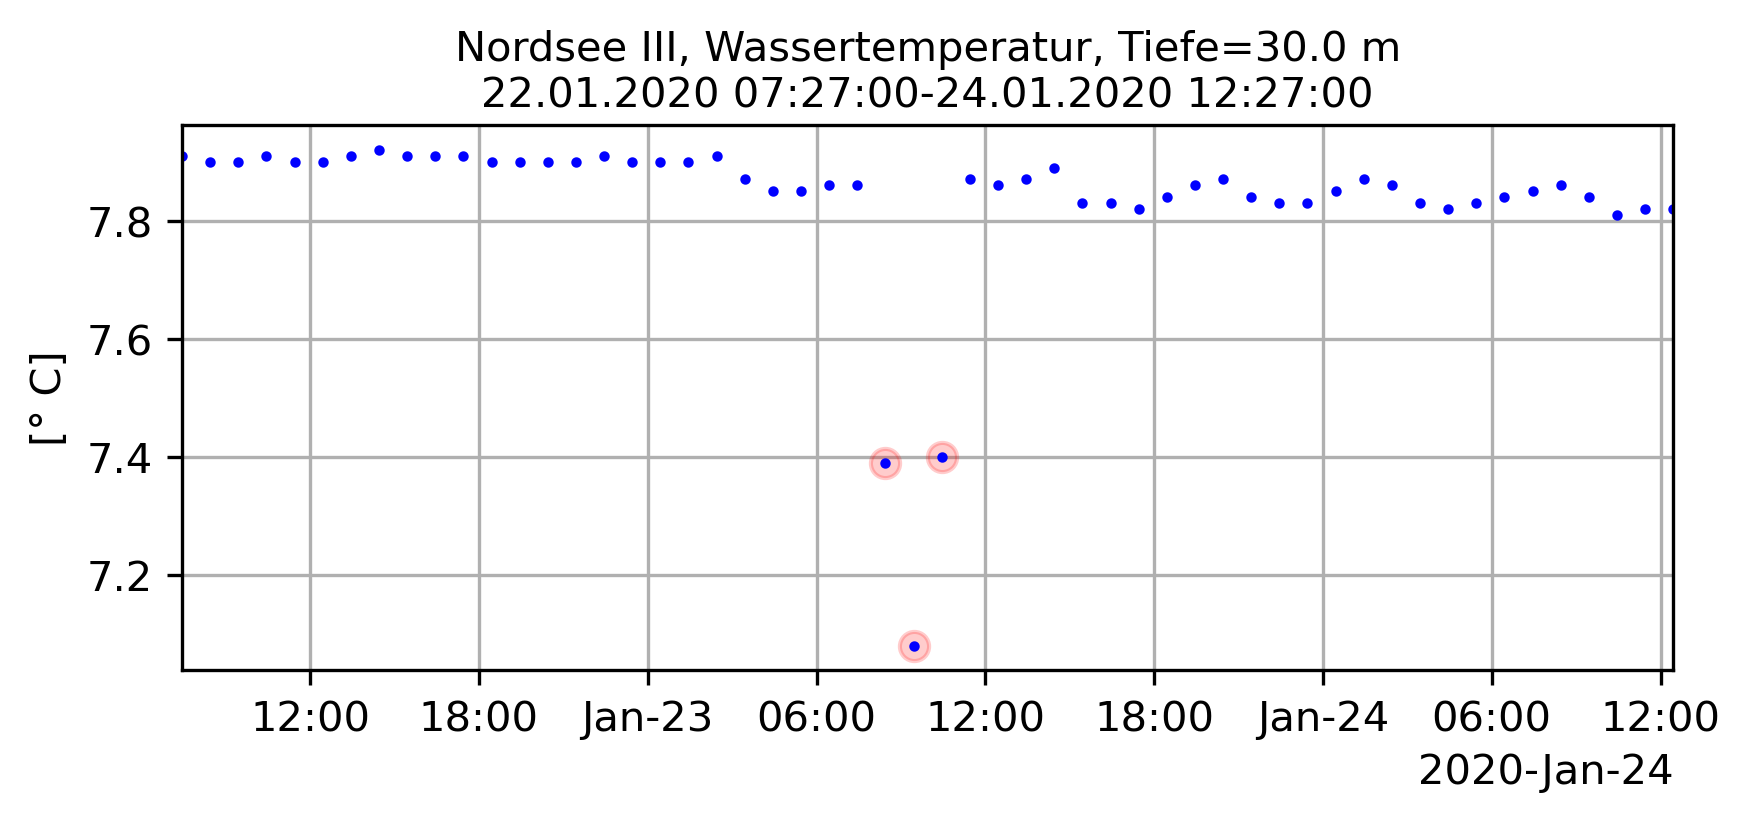 Nordsee III, Wassertemperatur, Tiefe=30.0 m
22.01.2020 07:27:00-24.01.2020 12:27:00
[° C]
7.8
7.6
7.4
7.2
12:00 18:00 Jan-23 06:00 12:00 18:00 Jan-24 06:00 12:00
2020-Jan-24